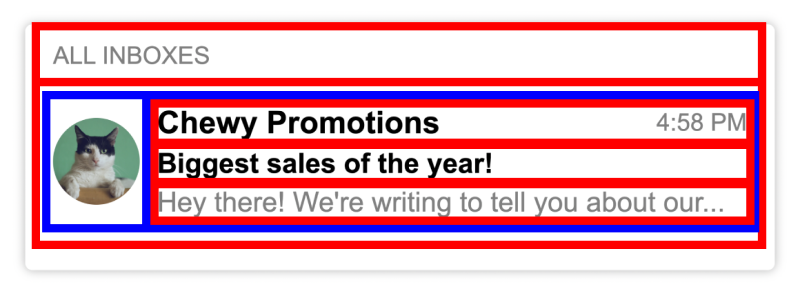 ALL INBOXES
Chewy Promotions 4:58 PM
Biggest sales of the year!
Hey there! We're writing to tell you about our...